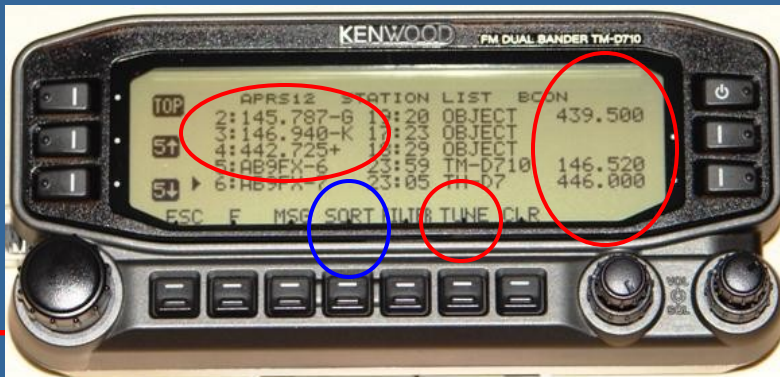 KENWOOD FM DUAL BANDER TM-D710
TOP APRS12 STATION LIST BCON
2:145.787-G 19:20 OBJECT 439.500
5↑ 3:146.940-K 17:23 OBJECT
4:442.725+ 18:29 OBJECT
5:AB9FX-6 23:59 TM-D710 146.520
5↓ 6:AB9FX-7 23:05 TM-D7 446.000
ESC F MSG SORT FILTR TUNE CLR
VOL
SQL